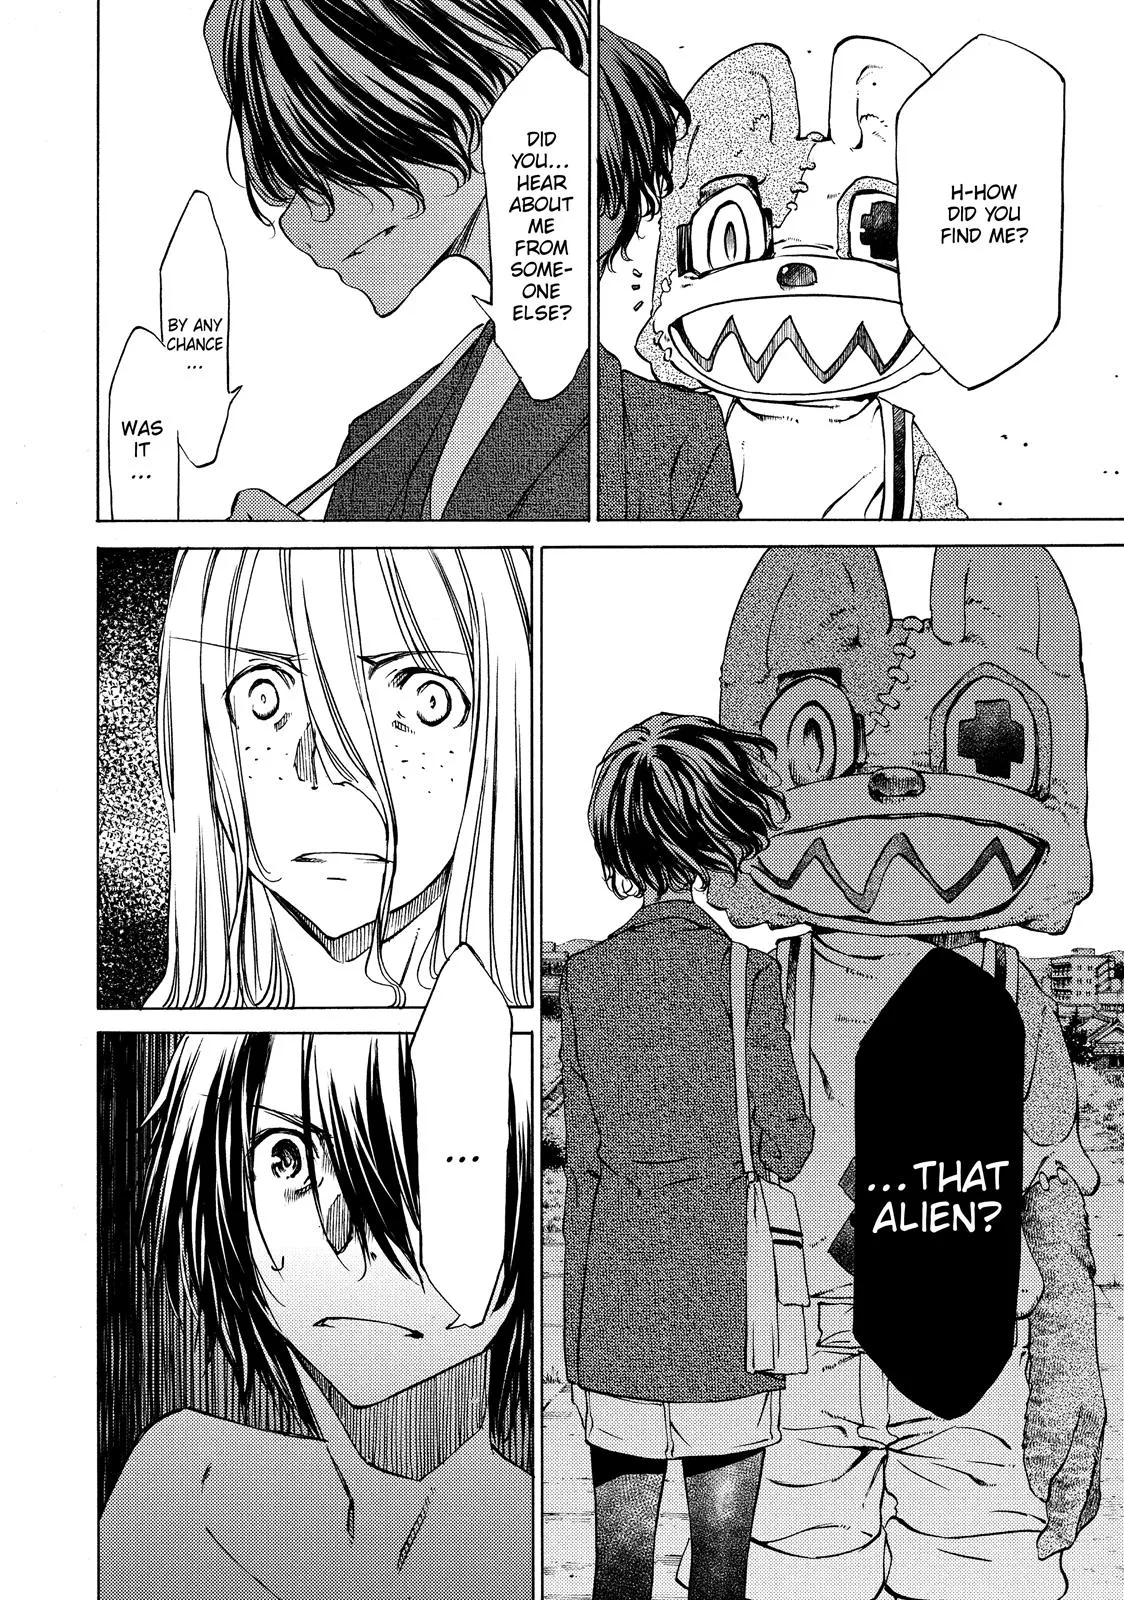 H-HOW
DID YOU
FIND ME?
DID
YOU...
HEAR
ABOUT
ME
FROM
SOME-
ONE
ELSE?
BY ANY
CHANCE
...
WAS
IT
...
...THAT
ALIEN?
...